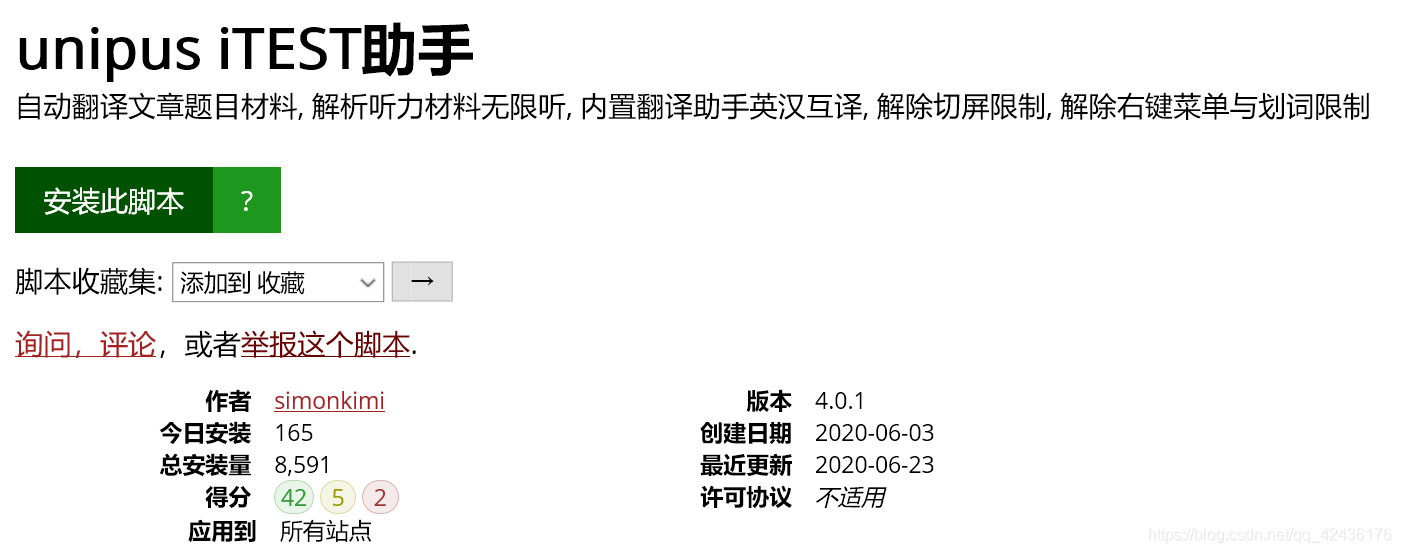 unipus iTEST助手
自动翻译文章题目材料, 解析听力材料无限听, 内置翻译助手英汉互译, 解除切屏限制, 解除右键菜单与划词限制
安装此脚本 ?
脚本收藏集: 添加到 收藏 →
询问，评论，或者举报这个脚本.
作者 simonkimi 版本 4.0.1
今日安装 165 创建日期 2020-06-03
总安装量 8,591 最近更新 2020-06-23
得分 42 5 2 许可协议 不适用
应用到 所有站点
https://blog.csdn.net/qq_42436176